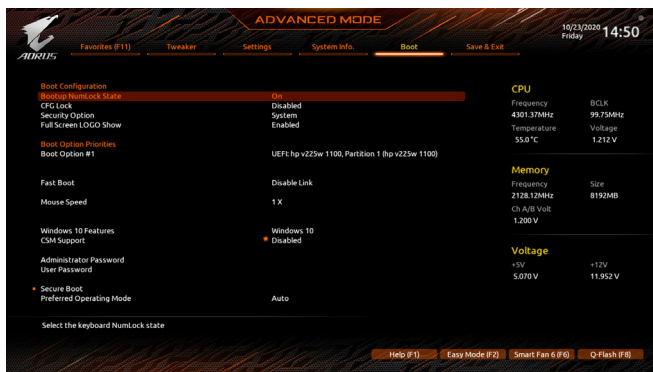 ADVANCED MODE
10/23/2020 Friday 14:50
AORUS
Favorites (F11) Tweaker Settings System Info. Boot Save & Exit
Boot Configuration
Bootup NumLock State On
CFG Lock Disabled
Security Option System
Full Screen LOGO Show Enabled
Boot Option Priorities
Boot Option #1 UEFI: hp v225w 1100, Partition 1 (hp v225w 1100)
Fast Boot Disable Link
Mouse Speed 1 X
Windows 10 Features Windows 10
CSM Support Disabled
Administrator Password
User Password
Secure Boot
Preferred Operating Mode Auto
Select the keyboard NumLock state
CPU
Frequency BCLK
4301.37MHz 99.75MHz
Temperature Voltage
55.0 °C 1.212 V
Memory
Frequency Size
2128.12MHz 8192MB
Ch A/B Volt
1.200 V
Voltage
+5V +12V
5.070 V 11.952 V
Help (F1) Easy Mode (F2) Smart Fan 6 (F6) Q-Flash (F8)